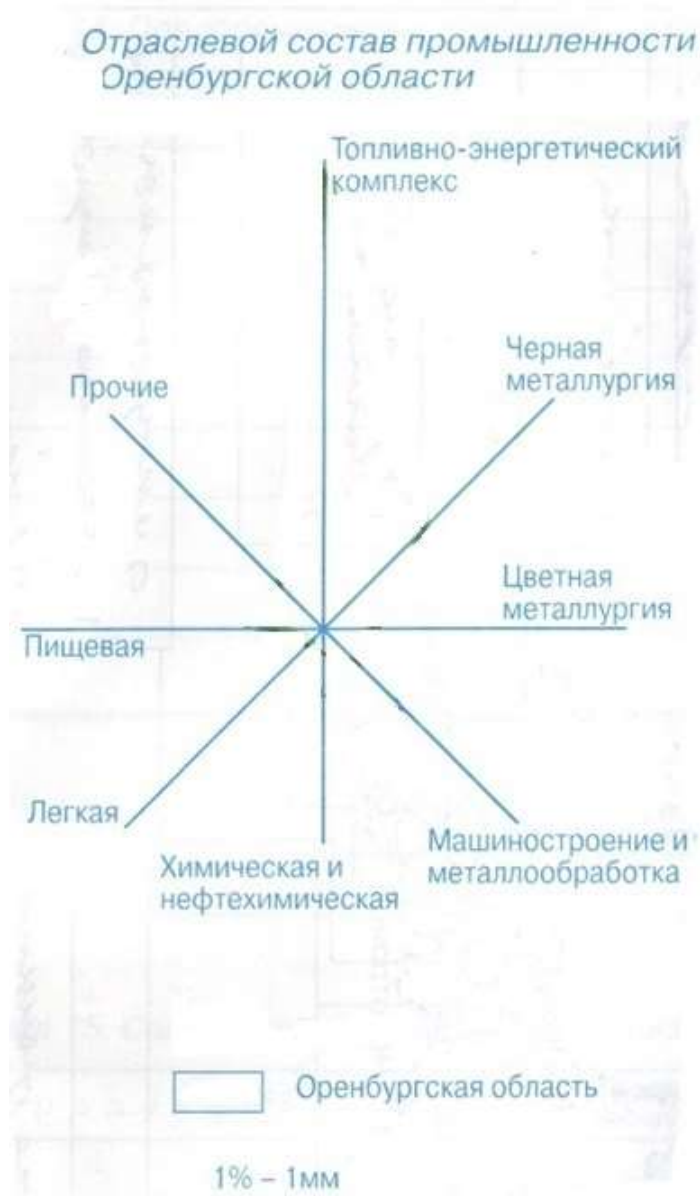 Отраслевой состав промышленности
Оренбургской области
Топливно-энергетический
комплекс
Черная
металлургия
Прочие
Цветная
металлургия
Пищевая
Легкая
Машиностроение и
металлообработка
Химическая и
нефтехимическая
Оренбургская область
1% – 1мм